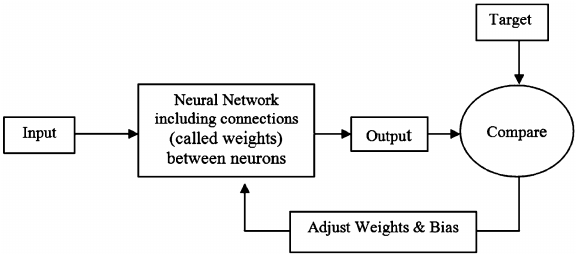 Target
Neural Network
including connections
(called weights)
between neurons
Input
Output
Compare
Adjust Weights & Bias